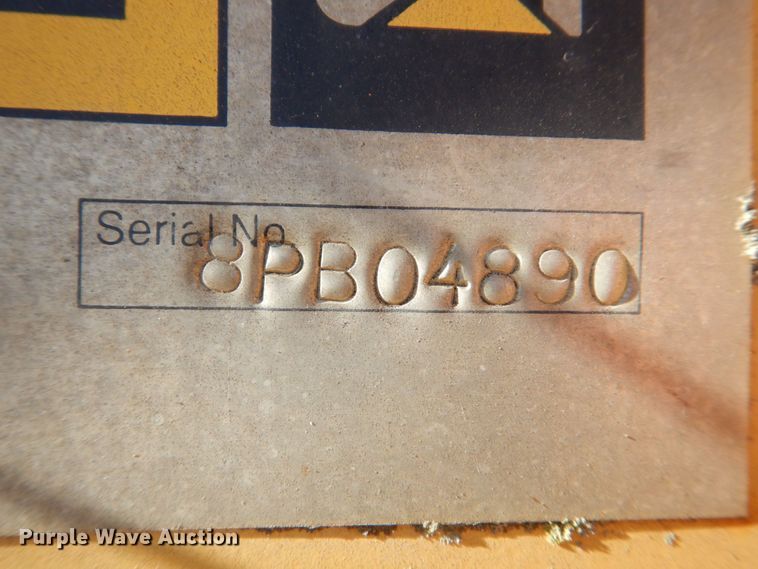 Serial No
8PB04890
Purple Wave Auction